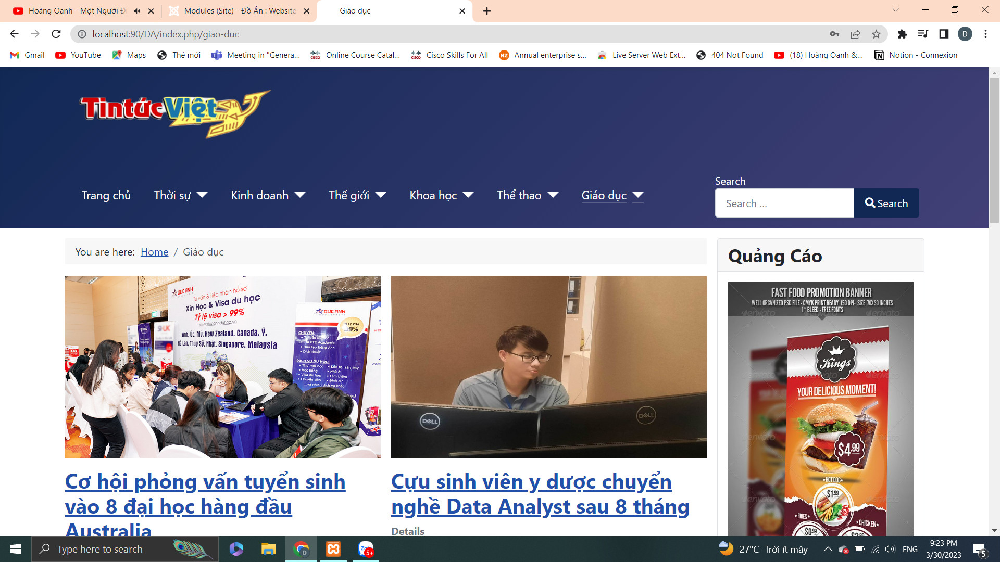 Hoàng Oanh - Một Người Đi
Modules (Site) - Đồ Án : Website
Giáo dục
localhost:90/ĐA/index.php/giao-duc
D
Gmail
YouTube
Maps
Thẻ mới
Meeting in "Genera...
Online Course Catal...
Cisco Skills For All
Annual enterprise s...
Live Server Web Ext...
404 Not Found
(18) Hoàng Oanh &...
Notion - Connexion
TintứcViệt
Search
Trang chủ
Thời sự
Kinh doanh
Thế giới
Khoa học
Thể thao
Giáo dục
Search ...
Search
You are here: Home / Giáo dục
Quảng Cáo
DUC ANH
Tư vấn & tiếp nhận hồ sơ
Xin Học & Visa du học
Tỷ lệ visa > 99%
www.ducanhduhoc.vn
Anh, Úc, Mỹ, New Zealand, Canada, Ý,
Hà Lan, Thụy Sỹ, Nhật, Singapore, Malaysia
DUC ANH
TỈ LỆ VISA
99%
CHUYÊN:
• Tư vấn du học
• Thi PTE Academic
• Đào tạo tiếng Anh
• Dịch thuật
DỊCH VỤ DU HỌC:
• Thư mời học
• Đón tại sân bay
• Học bổng
• Nhà ở
• Visa du học
• Làm thêm
• Chuyển tiền
• Định cư
...và nhiều dịch vụ khác
03
DELL
DELL
FAST FOOD PROMOTION BANNER
WELL ORGANIZED PSD FILE - CMYK PRINT READY 150 DPI - SIZE 70X30 INCHES
1" BLEED - FREE FONTS
envato
Kings
YOUR DELICIOUS MOMENT!
$4.99
• HOT DOG •
$1.99
• FRIES •
• CHICKEN •
$0.99
Cơ hội phỏng vấn tuyển sinh
vào 8 đại học hàng đầu
Australia
Cựu sinh viên y dược chuyển
nghề Data Analyst sau 8 tháng
Details
Type here to search
D
Zalo
5+
27°C Trời ít mây
ENG
9:23 PM
3/30/2023
5